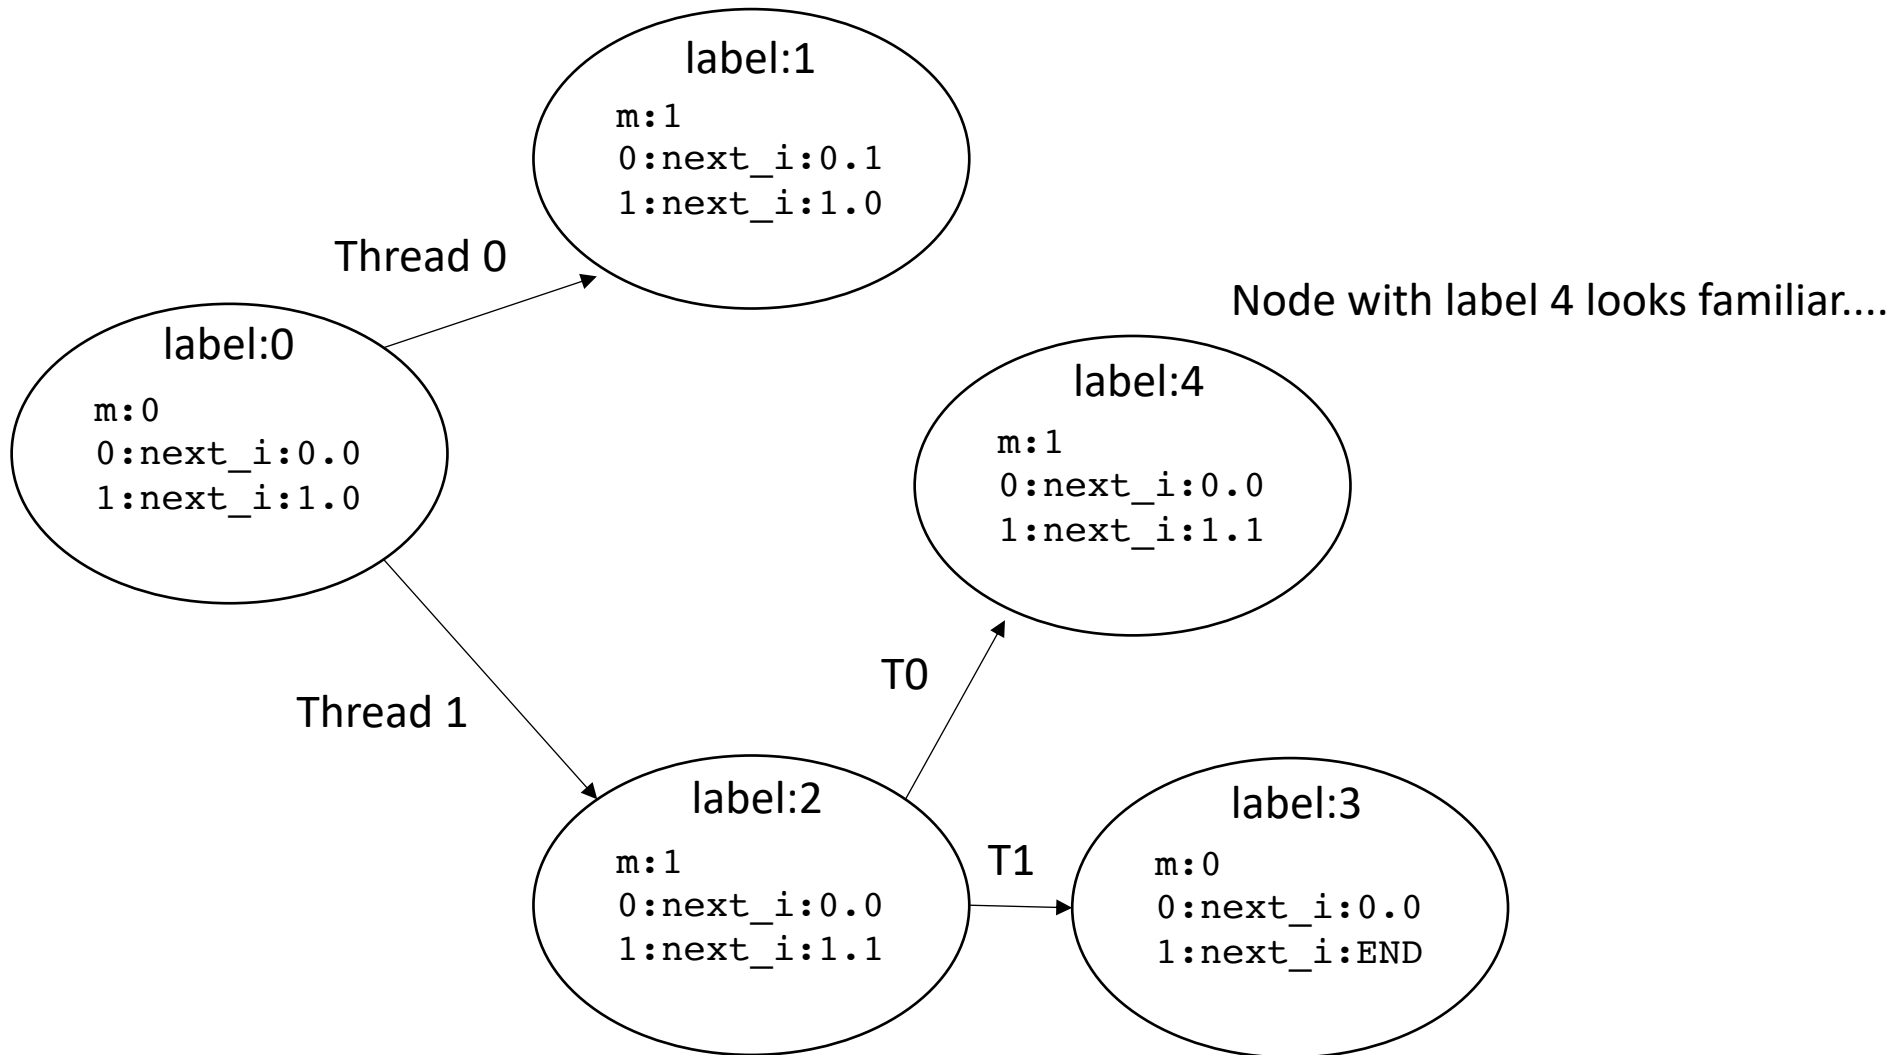 label:1
m:1
0:next_i:0.1
1:next_i:1.0
Thread 0
Node with label 4 looks familiar....
label:0
m:0
0:next_i:0.0
1:next_i:1.0
label:4
m:1
0:next_i:0.0
1:next_i:1.1
T0
Thread 1
label:2
m:1
0:next_i:0.0
1:next_i:1.1
T1
label:3
m:0
0:next_i:0.0
1:next_i:END